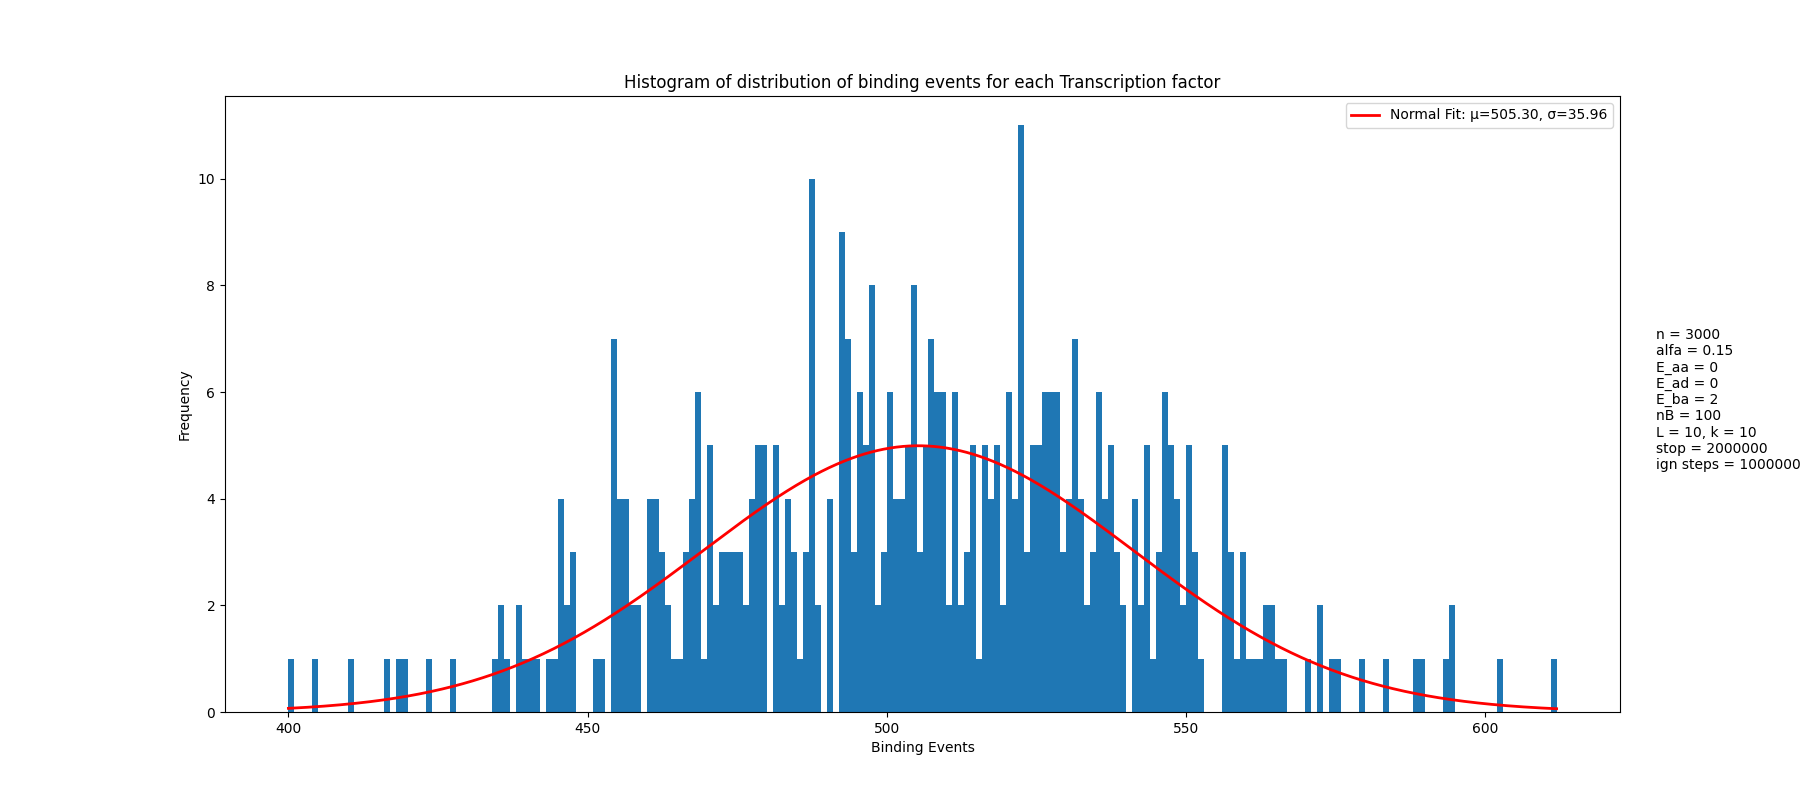 Histogram of distribution of binding events for each Transcription factor
Normal Fit: μ=505.30, σ=35.96
10
8
6
4
2
0
Frequency
400 450 500 550 600
Binding Events
n = 3000
alfa = 0.15
E_aa = 0
E_ad = 0
E_ba = 2
nB = 100
L = 10, k = 10
stop = 2000000
ign steps = 1000000